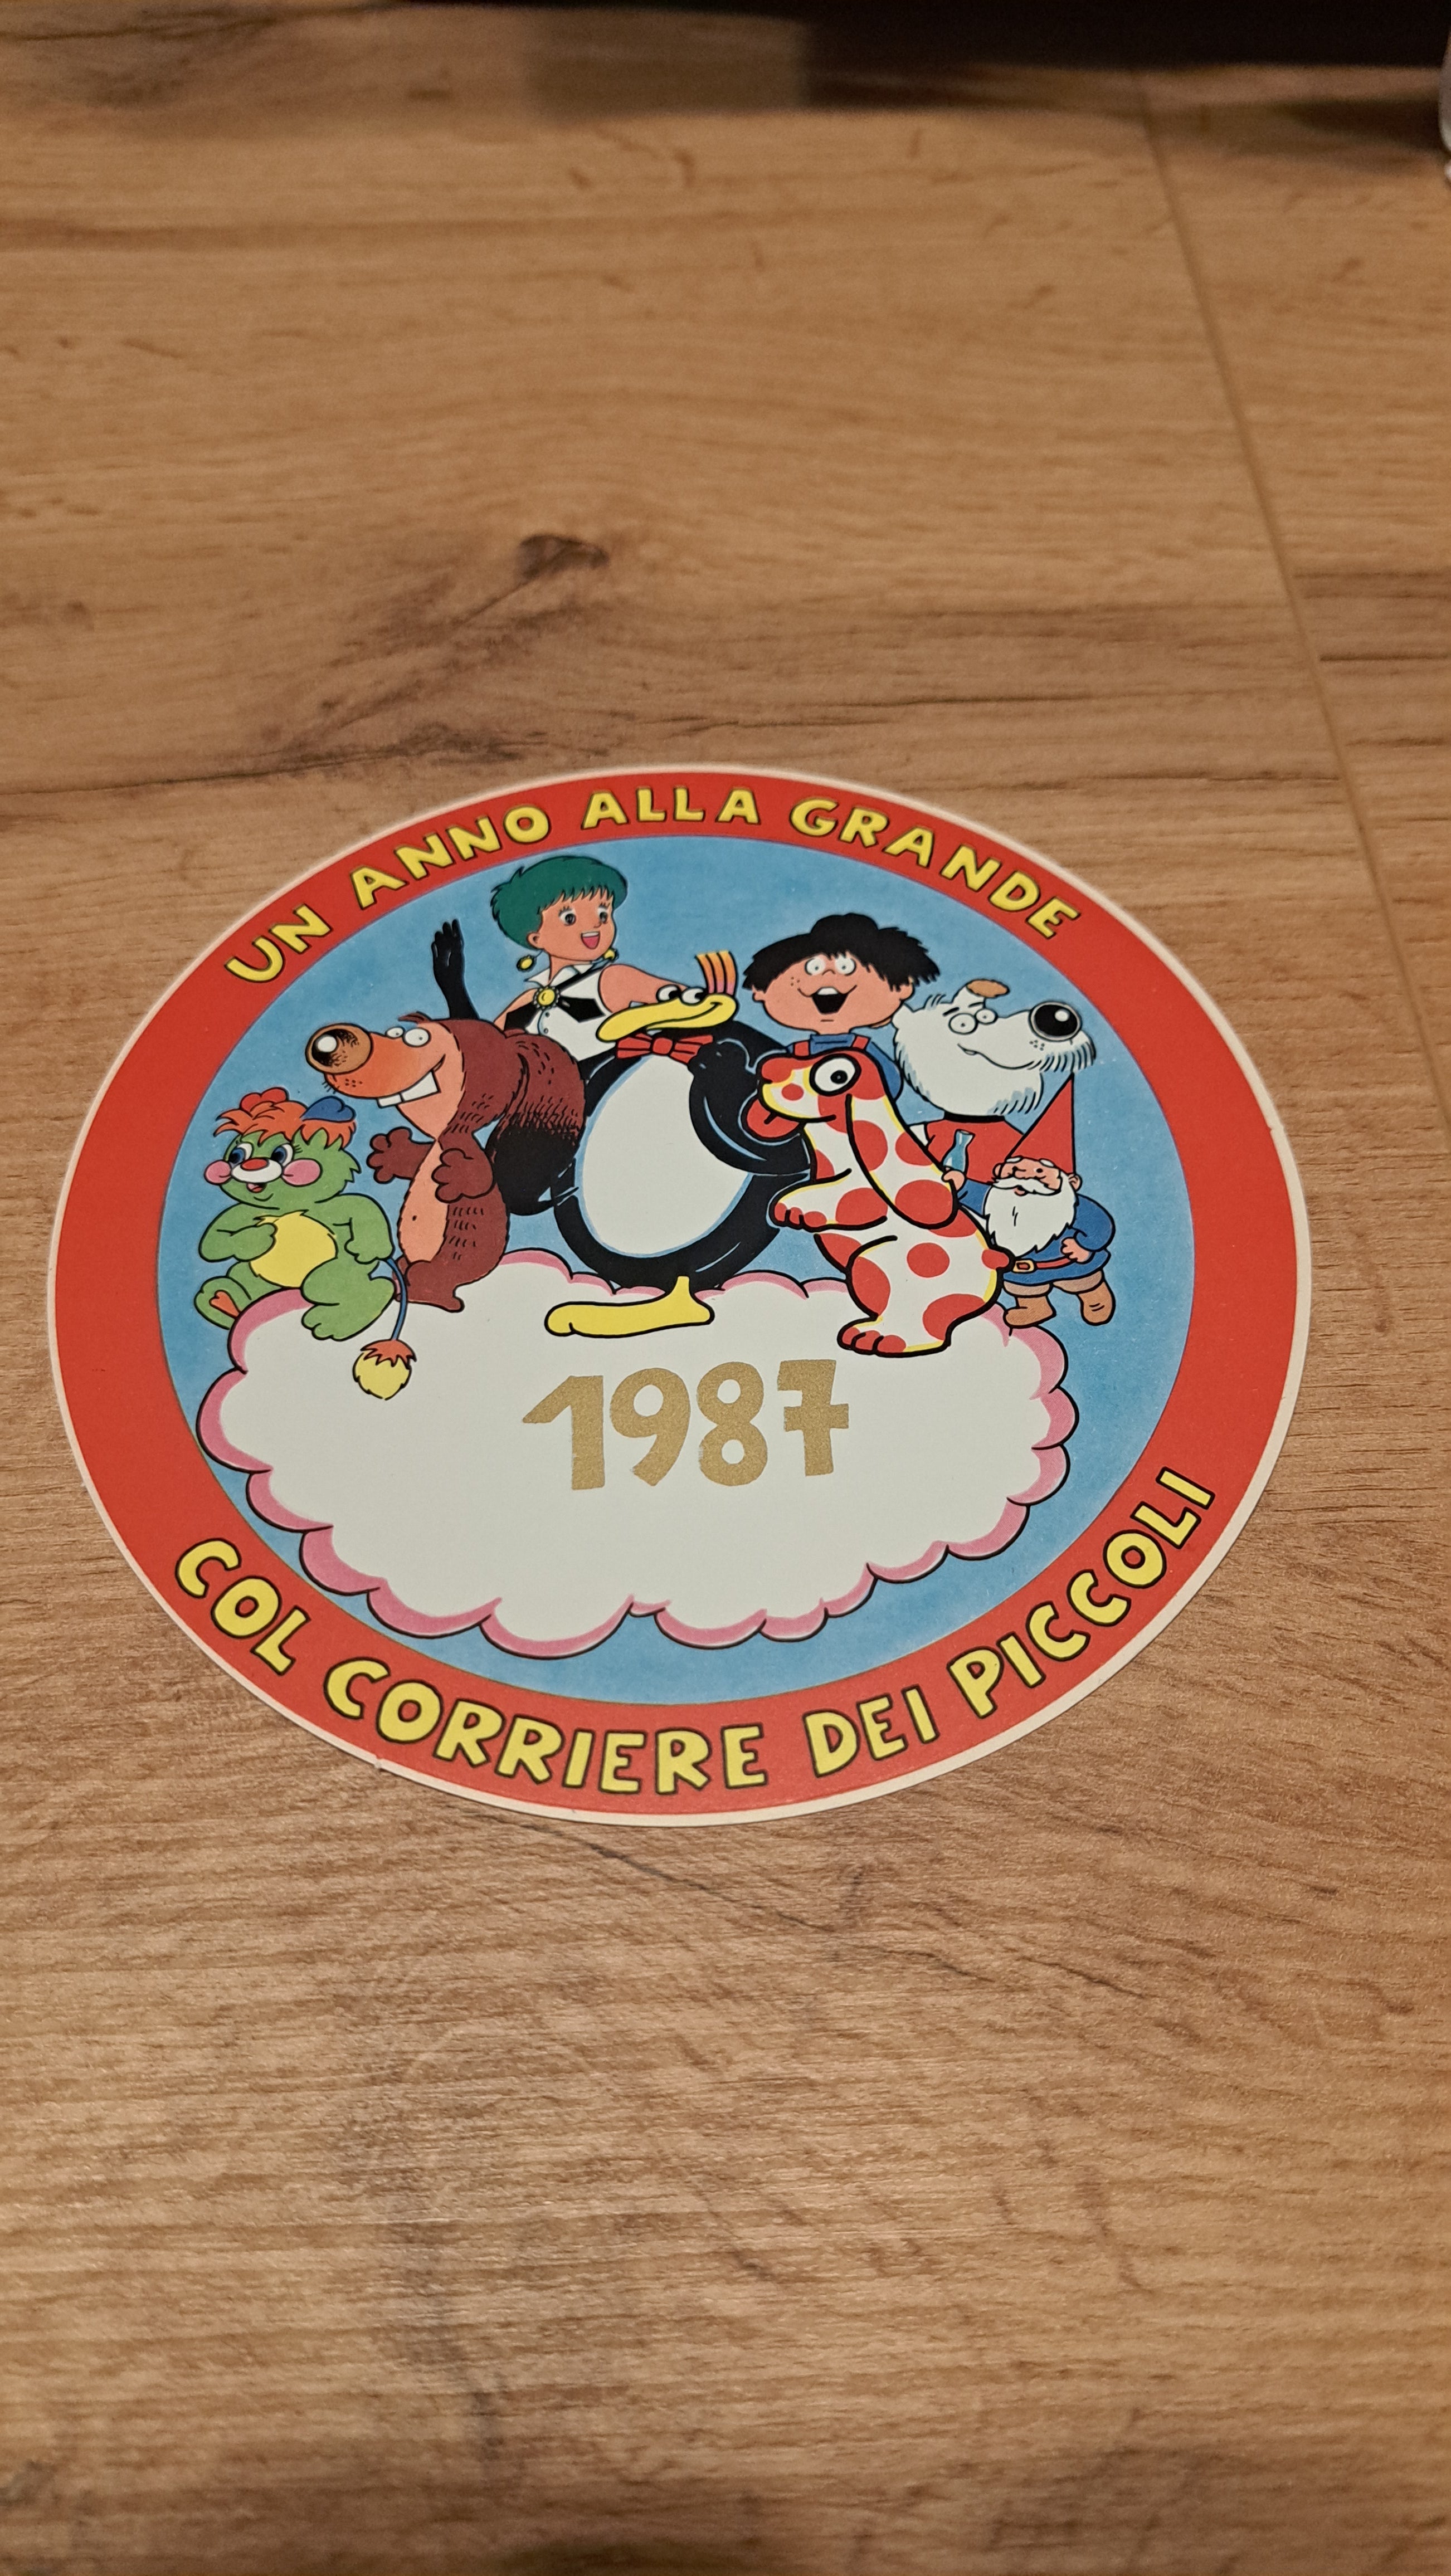 UN ANNO ALLA GRANDE
1987
COL CORRIERE DEI PICCOLI